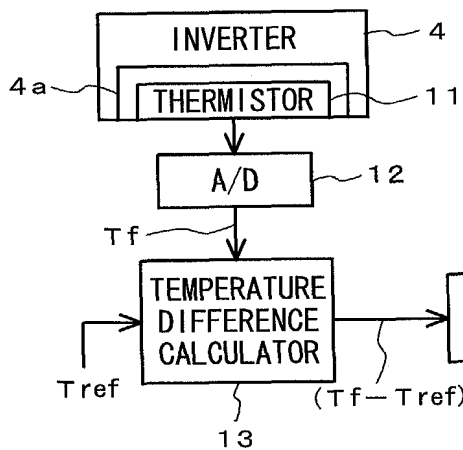 INVERTER
4
4a
THERMISTOR
11
A/D
12
Tf
TEMPERATURE
DIFFERENCE
CALCULATOR
Tref
(Tf−Tref)
13